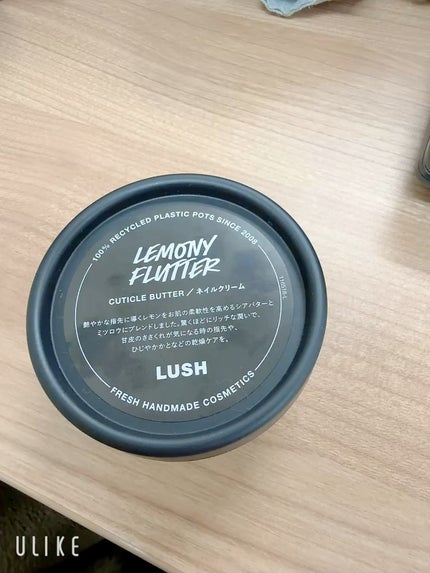 100% RECYCLED PLASTIC POTS SINCE 2008
LEMONY
FLUTTER
CUTICLE BUTTER / ネイルクリーム
艶やかな指先に導くレモンをお肌の柔軟性を高めるシアバターと
ミツロウにブレンドしました。驚くほどにリッチな潤いで、
甘皮のささくれが気になる時の指先や、
ひじやかかとなどの乾燥ケアを。
LUSH
FRESH HANDMADE COSMETICS
ULIKE